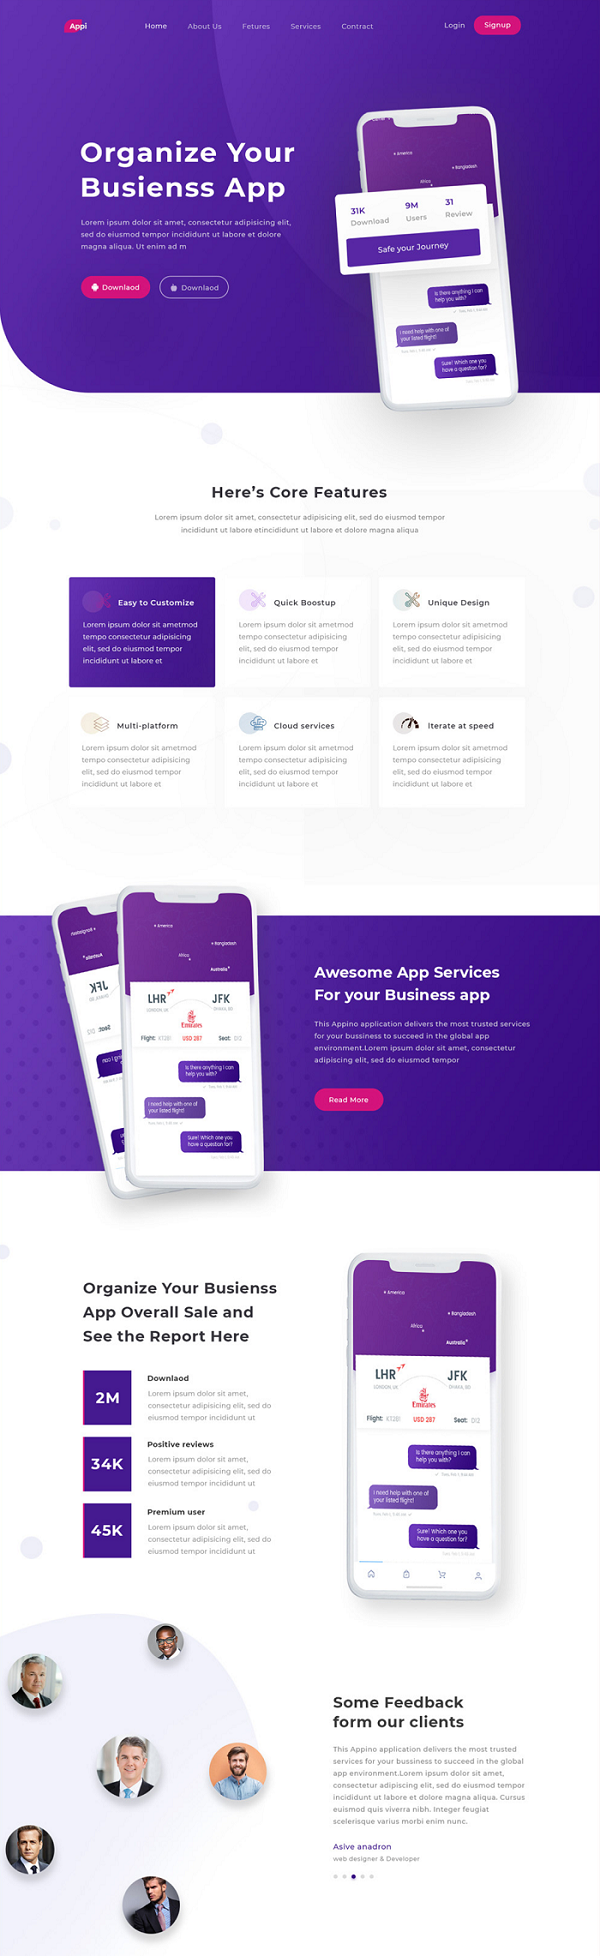 Appi
Home About Us Fetures Services Contract
Login Signup
Organize Your
Busienss App
Lorem ipsum dolor sit amet, consectetur adipisicing elit,
sed do eiusmod tempor incididunt ut labore et dolore
magna aliqua. Ut enim ad m
Downlaod Downlaod
America
Bangladesh
Africa
31K 9M 31
Download Users Review
Safe your Journey
Is there anything I can
help you with?
I need help with one of
your listed flight!
Sure! Which one you
have a question for?
Here's Core Features
Lorem ipsum dolor sit amet, consectetur adipisicing elit, sed do eiusmod tempor
incididunt ut labore etincididunt ut labore et dolore magna aliqua
Easy to Customize
Lorem ipsum dolor sit ametmod
tempo consectetur adipisicing
elit, sed do eiusmod tempor
incididunt ut labore et
Quick Boostup
Lorem ipsum dolor sit ametmod
tempo consectetur adipisicing
elit, sed do eiusmod tempor
incididunt ut labore et
Unique Design
Lorem ipsum dolor sit ametmod
tempo consectetur adipisicing
elit, sed do eiusmod tempor
incididunt ut labore et
Multi-platform
Lorem ipsum dolor sit ametmod
tempo consectetur adipisicing
elit, sed do eiusmod tempor
incididunt ut labore et
Cloud services
Lorem ipsum dolor sit ametmod
tempo consectetur adipisicing
elit, sed do eiusmod tempor
incididunt ut labore et
Iterate at speed
Lorem ipsum dolor sit ametmod
tempo consectetur adipisicing
elit, sed do eiusmod tempor
incididunt ut labore et
America
Bangladesh
Africa
Australia
LHR JFK
LONDON, UK DHAKA, BD
Emirates
Flight: KT281 USD 287 Seat: D/2
Is there anything I can
help you with?
I need help with one of
your listed flight!
Sure! Which one you
have a question for?
Awesome App Services
For your Business app
This Appino application delivers the most trusted services
for your bussiness to succeed in the global app
environment.Lorem ipsum dolor sit amet, consectetur
adipiscing elit, sed do eiusmod tempor
Read More
Organize Your Busienss
App Overall Sale and
See the Report Here
2M
Downlaod
Lorem ipsum dolor sit amet,
consectetur adipiscing elit, sed do
eiusmod tempor incididunt ut
34K
Positive reviews
Lorem ipsum dolor sit amet,
consectetur adipiscing elit, sed do
eiusmod tempor incididunt ut
45K
Premium user
Lorem ipsum dolor sit amet,
consectetur adipiscing elit, sed do
eiusmod tempor incididunt ut
America
Bangladesh
Africa
Australia
LHR JFK
LONDON, UK DHAKA, BD
Emirates
Flight: KT281 USD 287 Seat: D/2
Is there anything I can
help you with?
I need help with one of
your listed flight!
Sure! Which one you
have a question for?
Some Feedback
form our clients
This Appino application delivers the most trusted
services for your bussiness to succeed in the global
app environment.Lorem ipsum dolor sit amet,
consectetur adipiscing elit, sed do eiusmod tempor
incididunt ut labore et dolore magna aliqua. Cursus
euismod quis viverra nibh. Integer feugiat
scelerisque varius morbi enim nunc.
Asive anadron
web designer & Developer